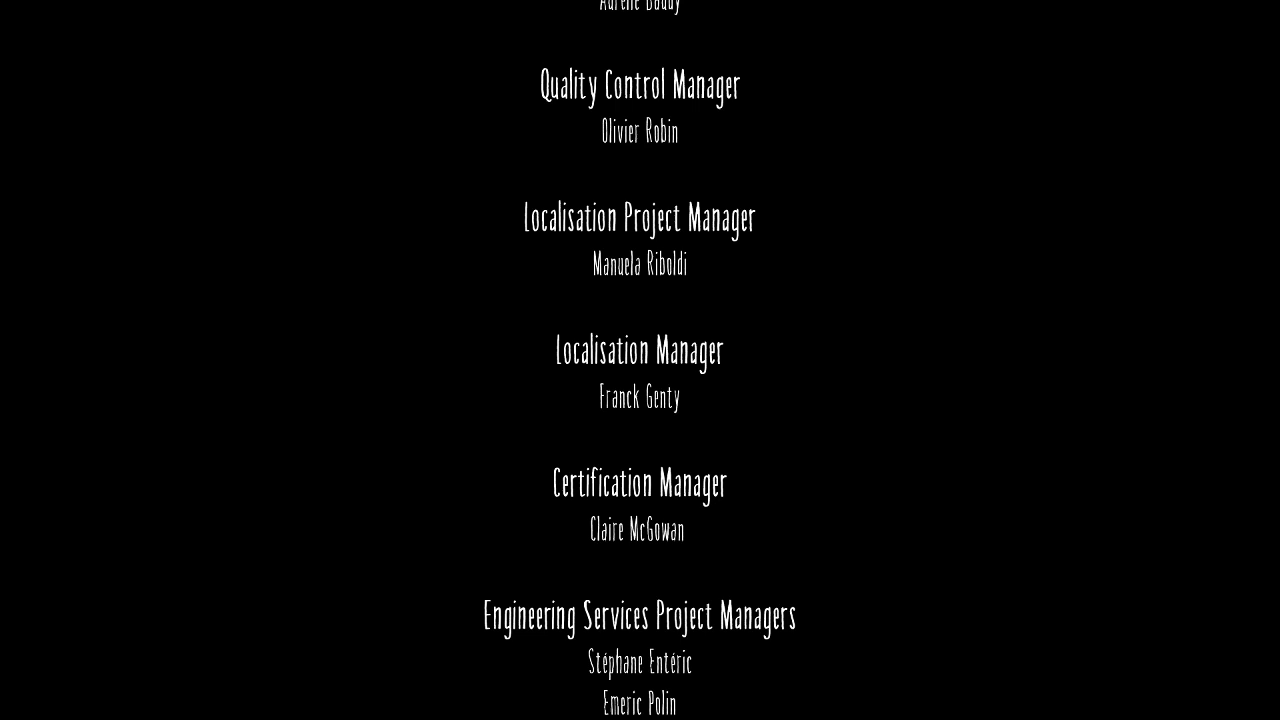 Quality Control Manager
Olivier Robin
Localisation Project Manager
Manuela Riboldi
Localisation Manager
Franck Genty
Certification Manager
Claire McGowan
Engineering Services Project Managers
Stéphane Entéric
Emeric Polin